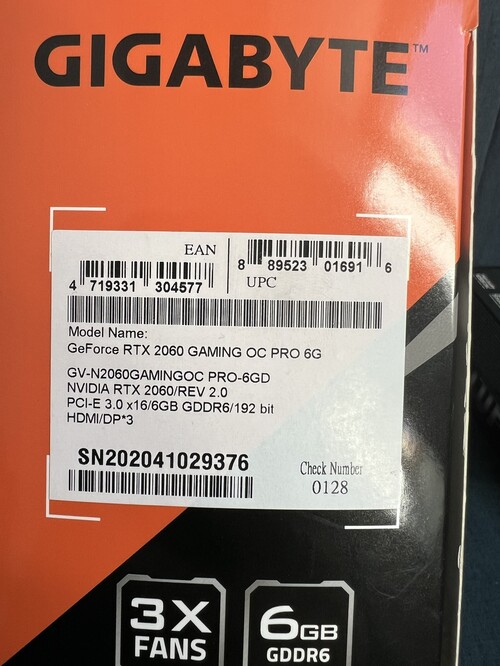 GIGABYTE™
EAN
4 719331 304577
8 89523 01691 6
UPC
Model Name:
GeForce RTX 2060 GAMING OC PRO 6G
GV-N2060GAMINGOC PRO-6GD
NVIDIA RTX 2060/REV 2.0
PCI-E 3.0 x16/6GB GDDR6/192 bit
HDMI/DP*3
SN202041029376
Check Number
0128
3X
FANS
6GB
GDDR6